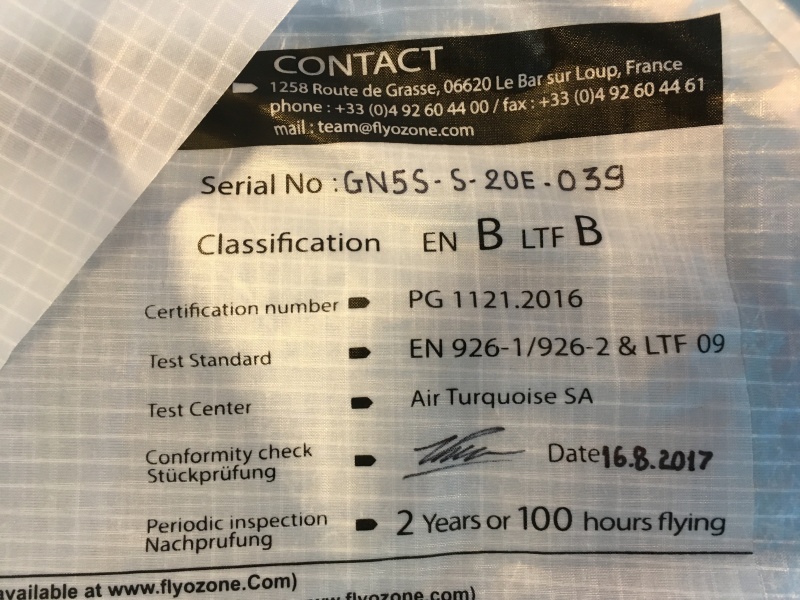 CONTACT
1258 Route de Grasse, 06620 Le Bar sur Loup, France
phone : +33 (0)4 92 60 44 00 / fax : +33 (0)4 92 60 44 61
mail : team@flyozone.com
Serial No : GN5S-S-20E-039
Classification EN B LTF B
Certification number PG 1121.2016
Test Standard EN 926-1/926-2 & LTF 09
Test Center Air Turquoise SA
Conformity check
Stückprüfung
Date 16.8.2017
Periodic inspection
Nachprufung
2 Years or 100 hours flying
available at www.flyozone.Com)
flyozone.com)